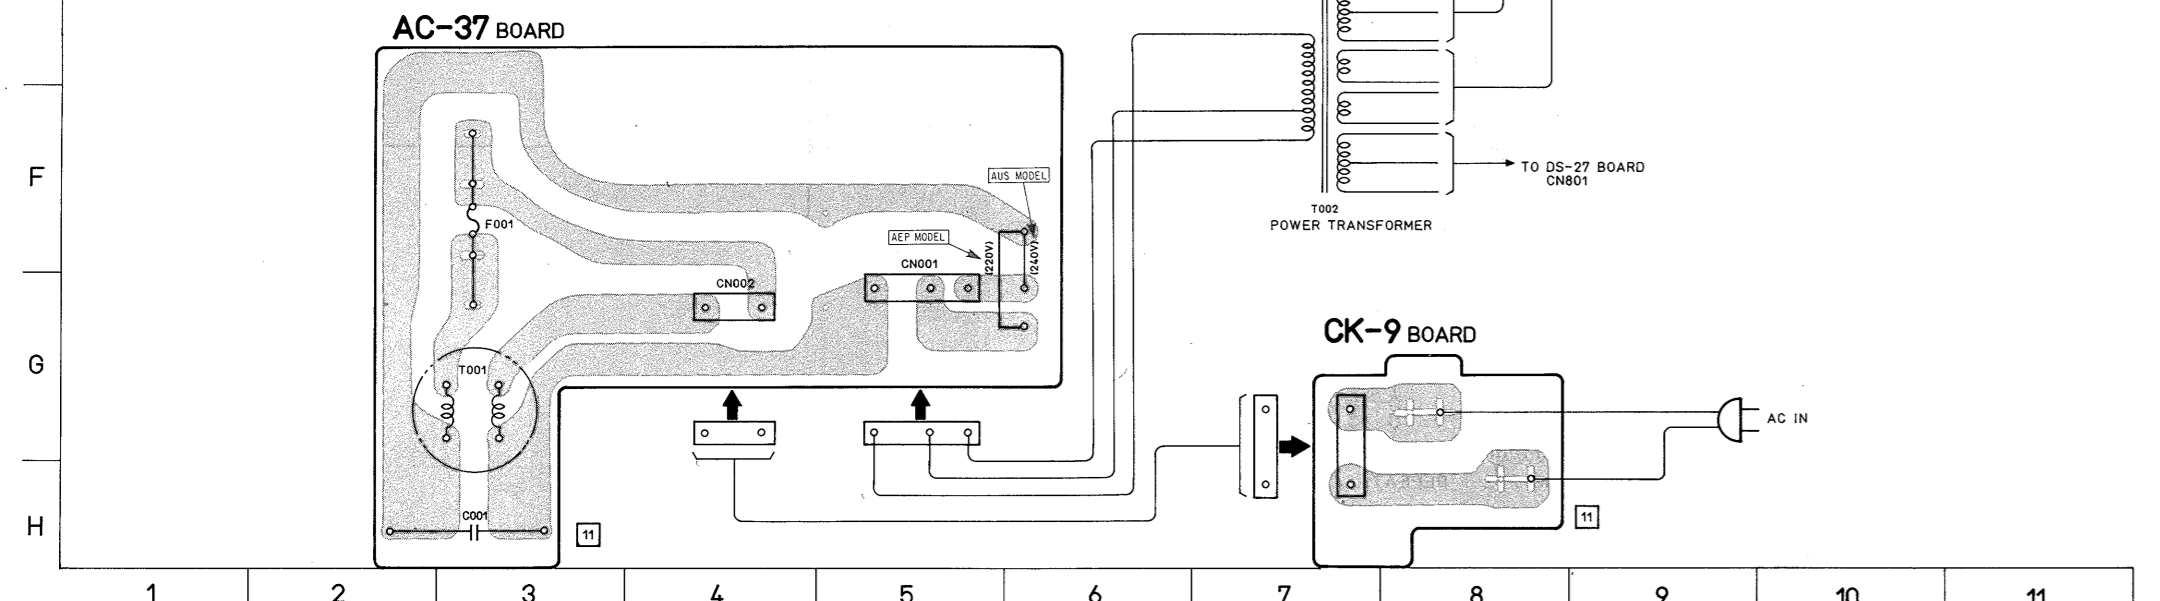 AC-37 BOARD
F
AUS MODEL
AEP MODEL
(220V)
(240V)
F001
CN001
CN002
TO DS-27 BOARD
CN801
T002
POWER TRANSFORMER
G
T001
CK-9 BOARD
AC IN
H
C001
11
11
1 2 3 4 5 6 7 8 9 10 11